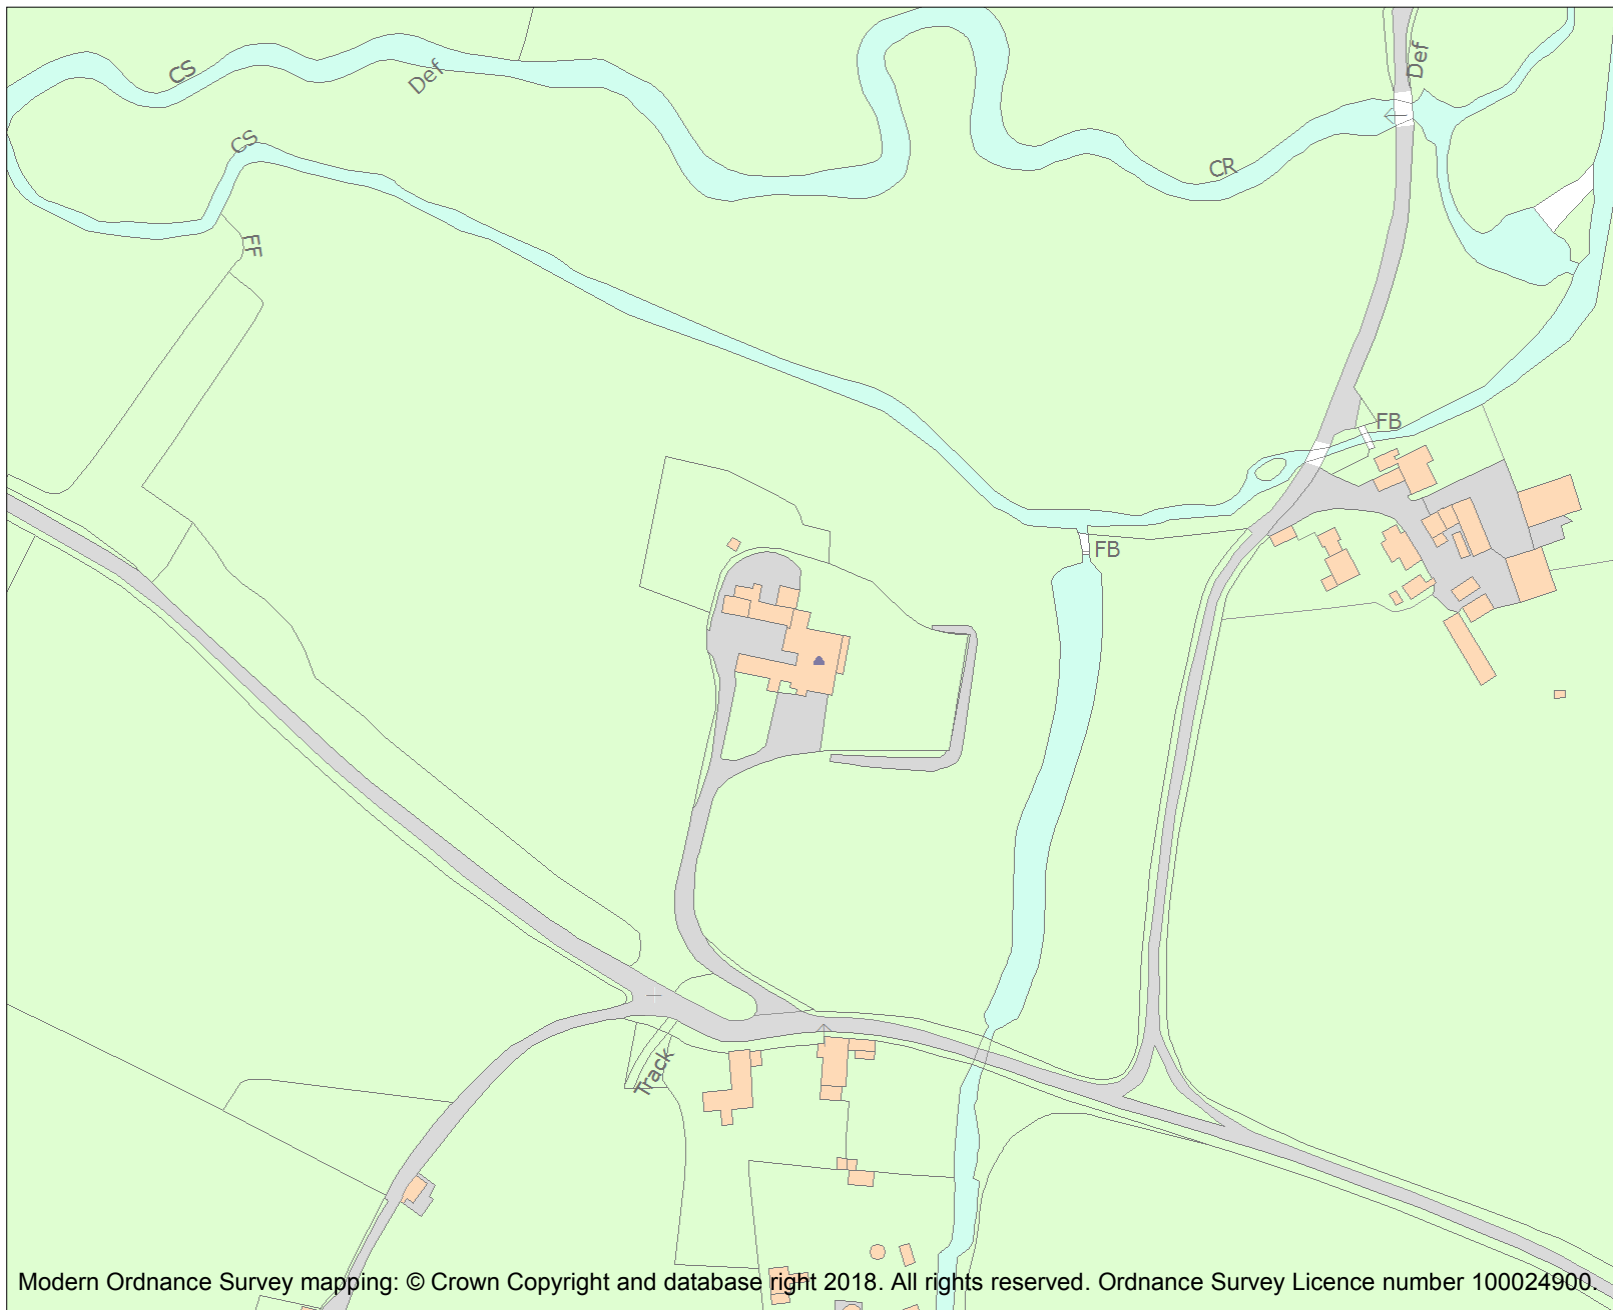 CS
Def
Def
CS
CR
FF
FB
FB
Track
Modern Ordnance Survey mapping: © Crown Copyright and database right 2018. All rights reserved. Ordnance Survey Licence number 100024900.